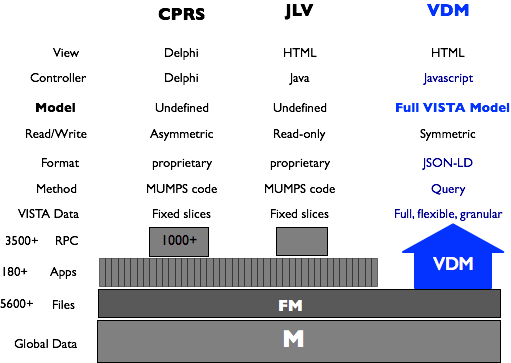 CPRS JLV VDM
View Delphi HTML HTML
Controller Delphi Java Javascript
Model Undefined Undefined Full VISTA Model
Read/Write Asymmetric Read-only Symmetric
Format proprietary proprietary JSON-LD
Method MUMPS code MUMPS code Query
VISTA Data Fixed slices Fixed slices Full, flexible, granular
3500+ RPC 1000+
180+ Apps VDM
5600+ Files FM
Global Data M